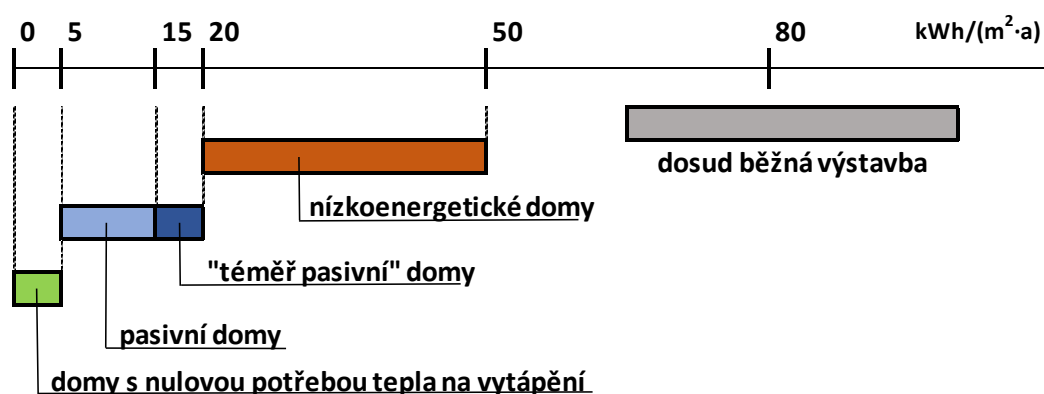 0 5 15 20 50 80 kWh/(m²·a)
dosud běžná výstavba
nízkoenergetické domy
"téměř pasivní" domy
pasivní domy
domy s nulovou potřebou tepla na vytápění